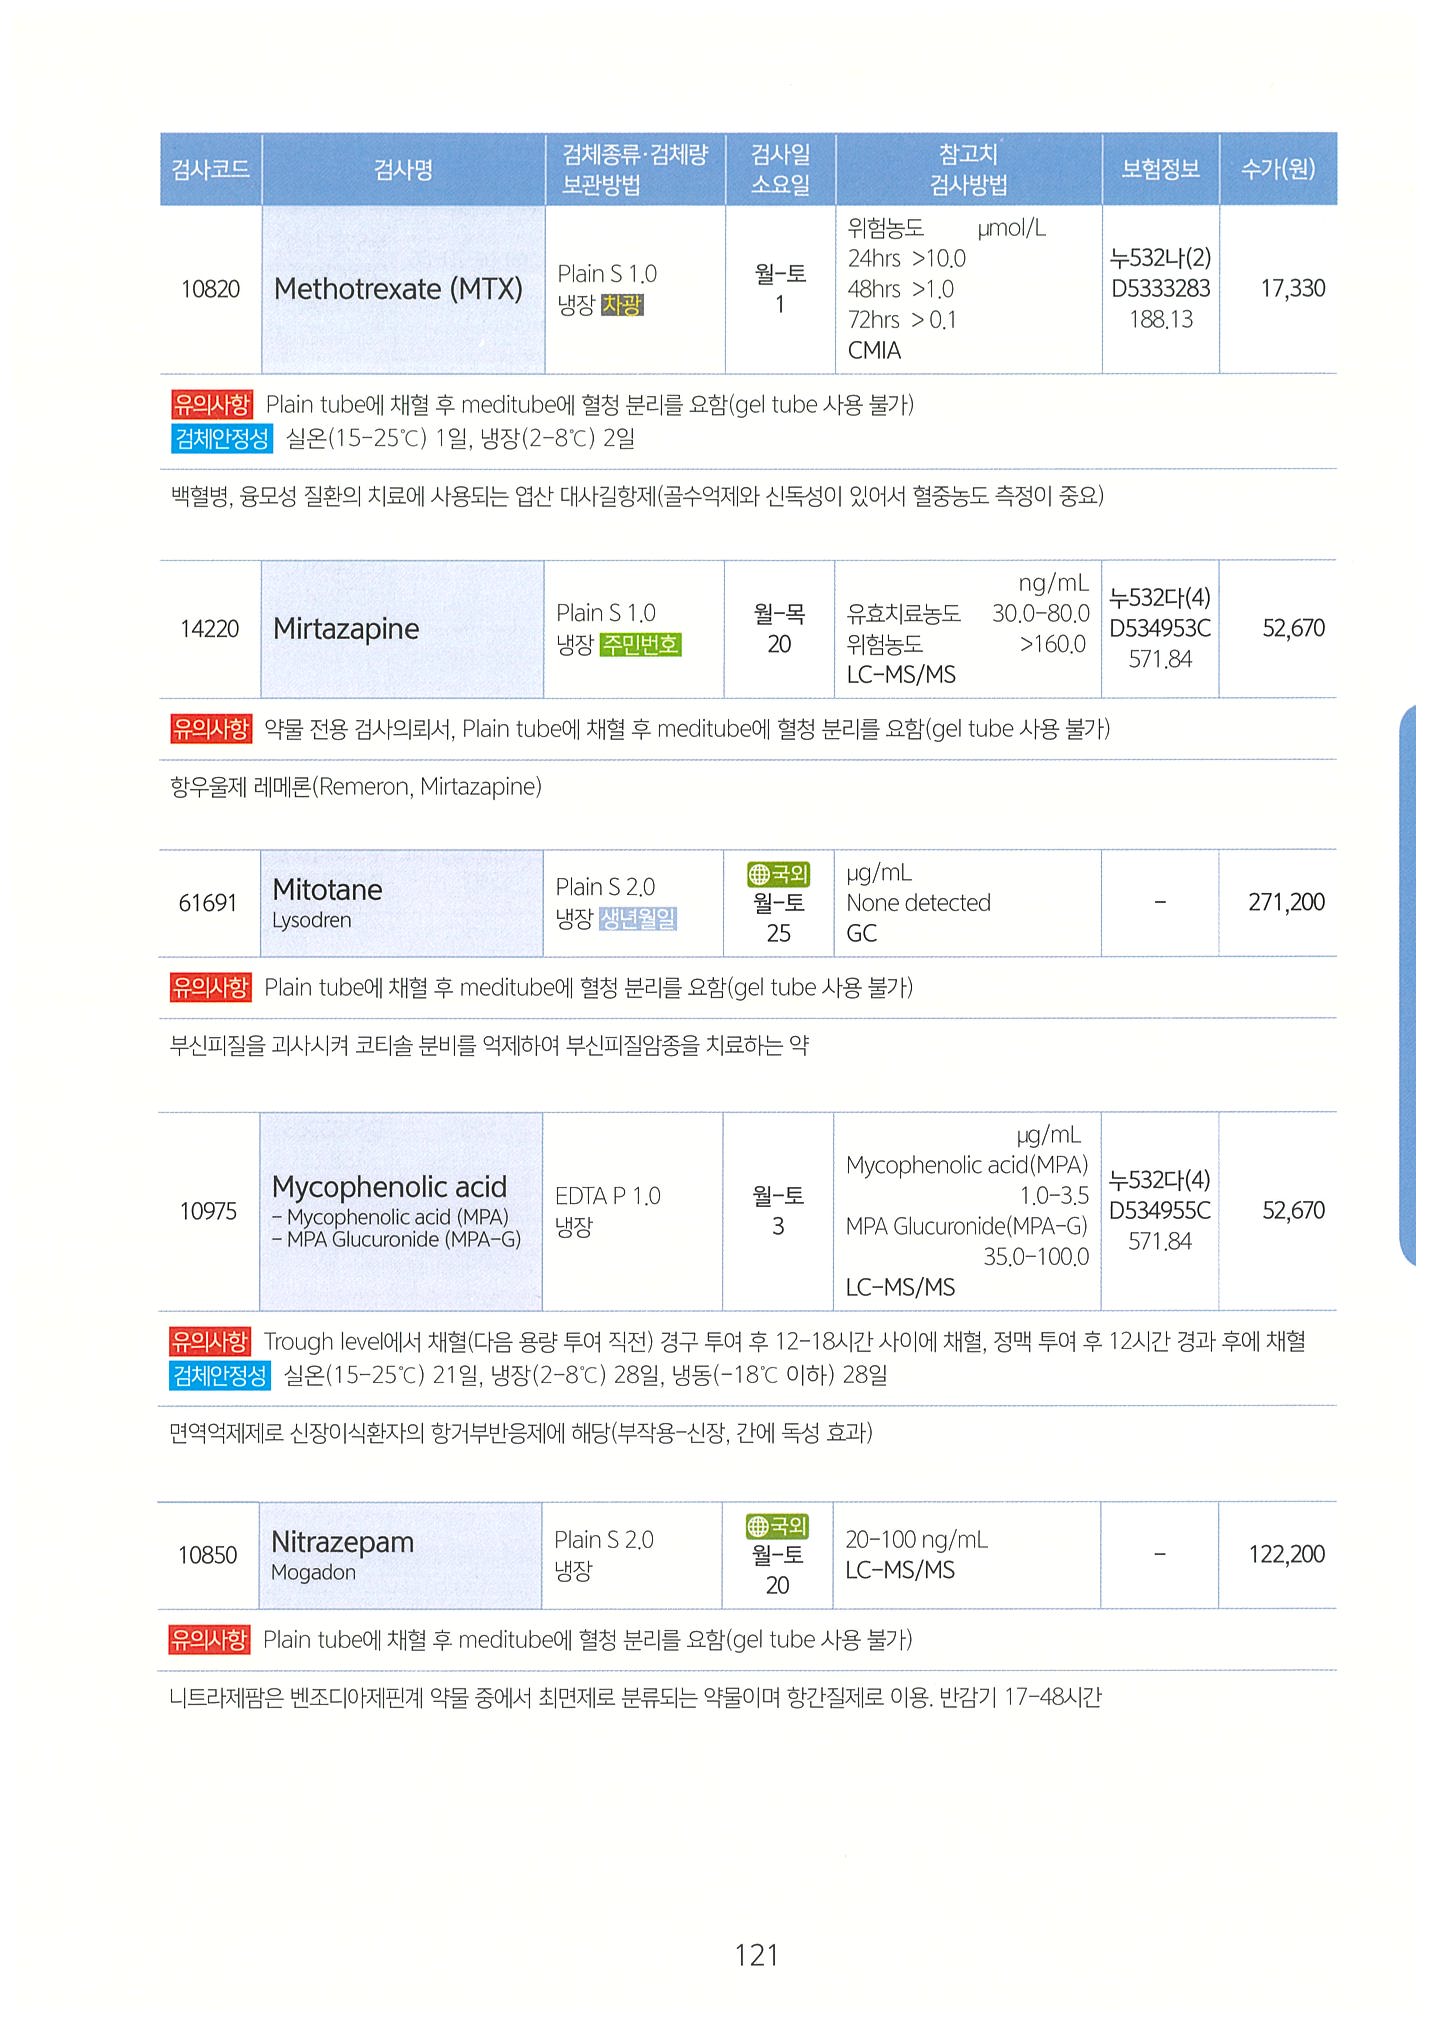 검사코드 검사명 검체종류·검체량 보관방법 검사일 소요일 참고치 검사방법 보험정보 수가(원)
10820 Methotrexate (MTX)
Plain S 1.0
냉장 차광
월-토
1
위험농도 μmol/L
24hrs >10.0
48hrs >1.0
72hrs > 0.1
CMIA
누532나(2)
D5333283
188.13
17,330
유의사항 Plain tube에 채혈 후 meditube에 혈청 분리를 요함(gel tube 사용 불가)
검체안정성 실온(15-25℃) 1일, 냉장(2-8℃) 2일
백혈병, 융모성 질환의 치료에 사용되는 엽산 대사길항제(골수억제와 신독성이 있어서 혈중농도 측정이 중요)
14220 Mirtazapine
Plain S 1.0
냉장 주민번호
월-목
20
ng/mL
유효치료농도 30.0-80.0
위험농도 >160.0
LC-MS/MS
누532다(4)
D534953C
571.84
52,670
유의사항 약물 전용 검사의뢰서, Plain tube에 채혈 후 meditube에 혈청 분리를 요함(gel tube 사용 불가)
항우울제 레메론(Remeron, Mirtazapine)
61691 Mitotane
Lysodren
Plain S 2.0
냉장 생년월일
국외
월-토
25
μg/mL
None detected
GC
-
271,200
유의사항 Plain tube에 채혈 후 meditube에 혈청 분리를 요함(gel tube 사용 불가)
부신피질을 괴사시켜 코티솔 분비를 억제하여 부신피질암종을 치료하는 약
10975 Mycophenolic acid
- Mycophenolic acid (MPA)
- MPA Glucuronide (MPA-G)
EDTA P 1.0
냉장
월-토
3
μg/mL
Mycophenolic acid(MPA)
1.0-3.5
MPA Glucuronide(MPA-G)
35.0-100.0
LC-MS/MS
누532다(4)
D534955C
571.84
52,670
유의사항 Trough level에서 채혈(다음 용량 투여 직전) 경구 투여 후 12-18시간 사이에 채혈, 정맥 투여 후 12시간 경과 후에 채혈
검체안정성 실온(15-25℃) 21일, 냉장(2-8℃) 28일, 냉동(-18℃ 이하) 28일
면역억제제로 신장이식환자의 항거부반응제에 해당(부작용-신장, 간에 독성 효과)
10850 Nitrazepam
Mogadon
Plain S 2.0
냉장
국외
월-토
20
20-100 ng/mL
LC-MS/MS
-
122,200
유의사항 Plain tube에 채혈 후 meditube에 혈청 분리를 요함(gel tube 사용 불가)
니트라제팜은 벤조디아제핀계 약물 중에서 최면제로 분류되는 약물이며 항간질제로 이용. 반감기 17-48시간
121